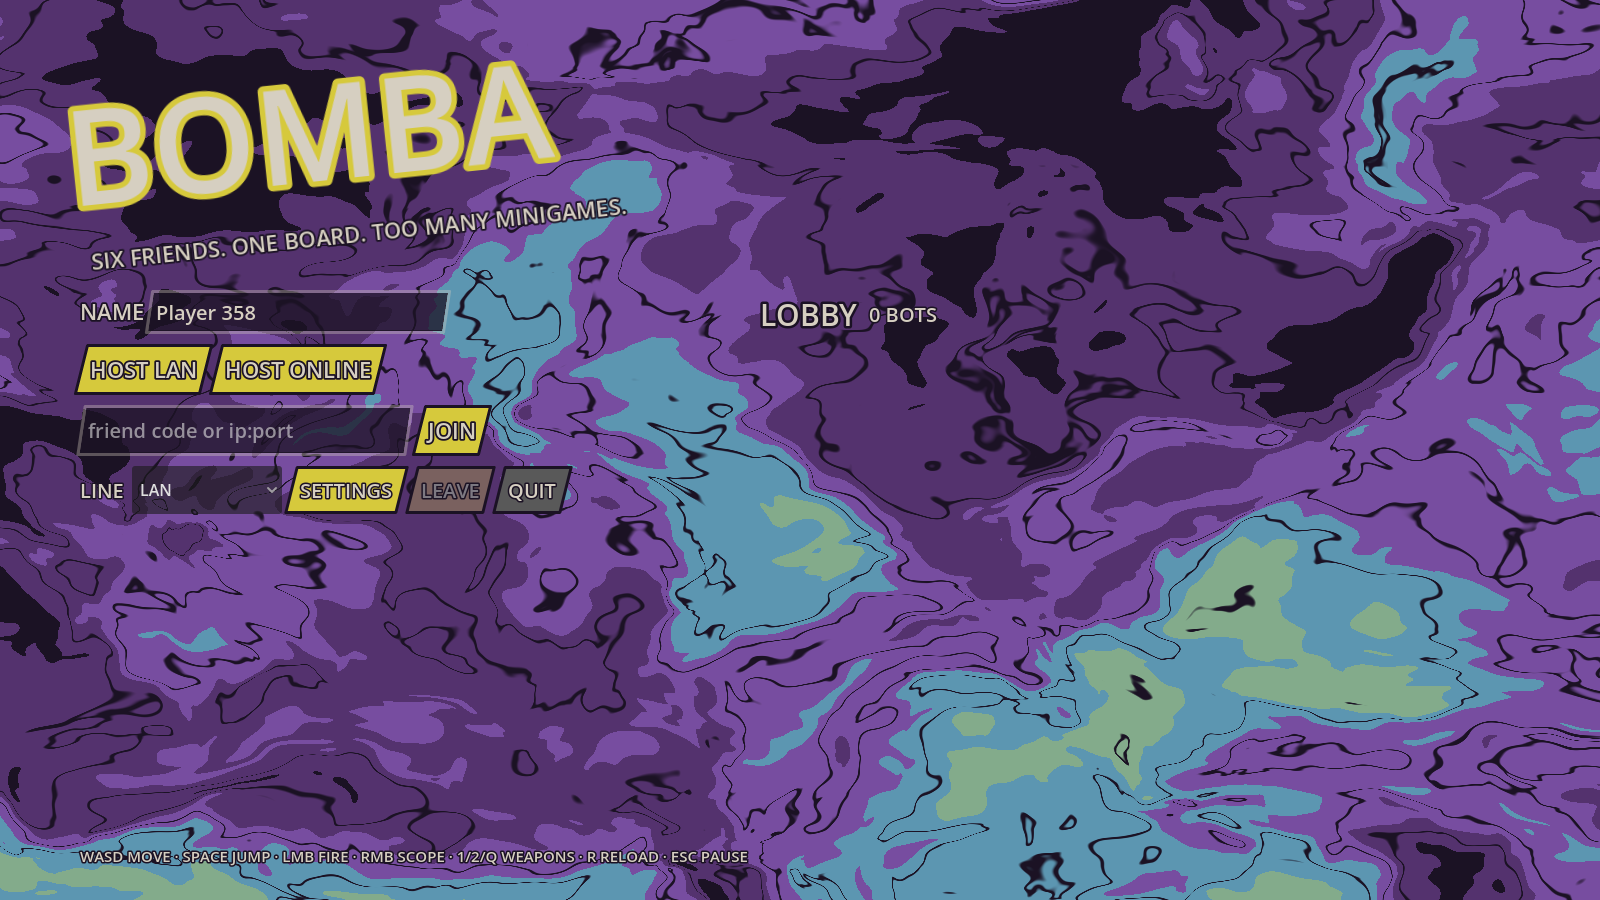 BOMBA
SIX FRIENDS. ONE BOARD. TOO MANY MINIGAMES.
NAME Player 358
LOBBY 0 BOTS
HOST LAN HOST ONLINE
friend code or ip:port JOIN
LINE LAN SETTINGS LEAVE QUIT
WASD MOVE · SPACE JUMP · LMB FIRE · RMB SCOPE · 1/2/Q WEAPONS · R RELOAD · ESC PAUSE